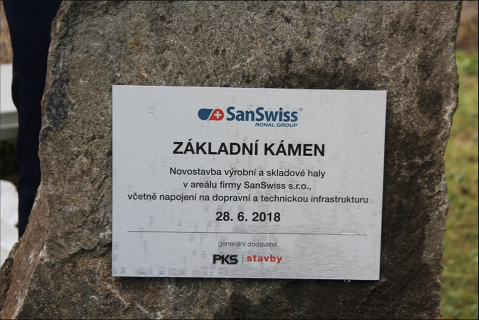 SanSwiss
RONAL GROUP
ZÁKLADNÍ KÁMEN
Novostavba výrobní a skladové haly
v areálu firmy SanSwiss s.r.o.,
včetně napojení na dopravní a technickou infrastrukturu
28. 6. 2018
generální dodavatel
PKS stavby